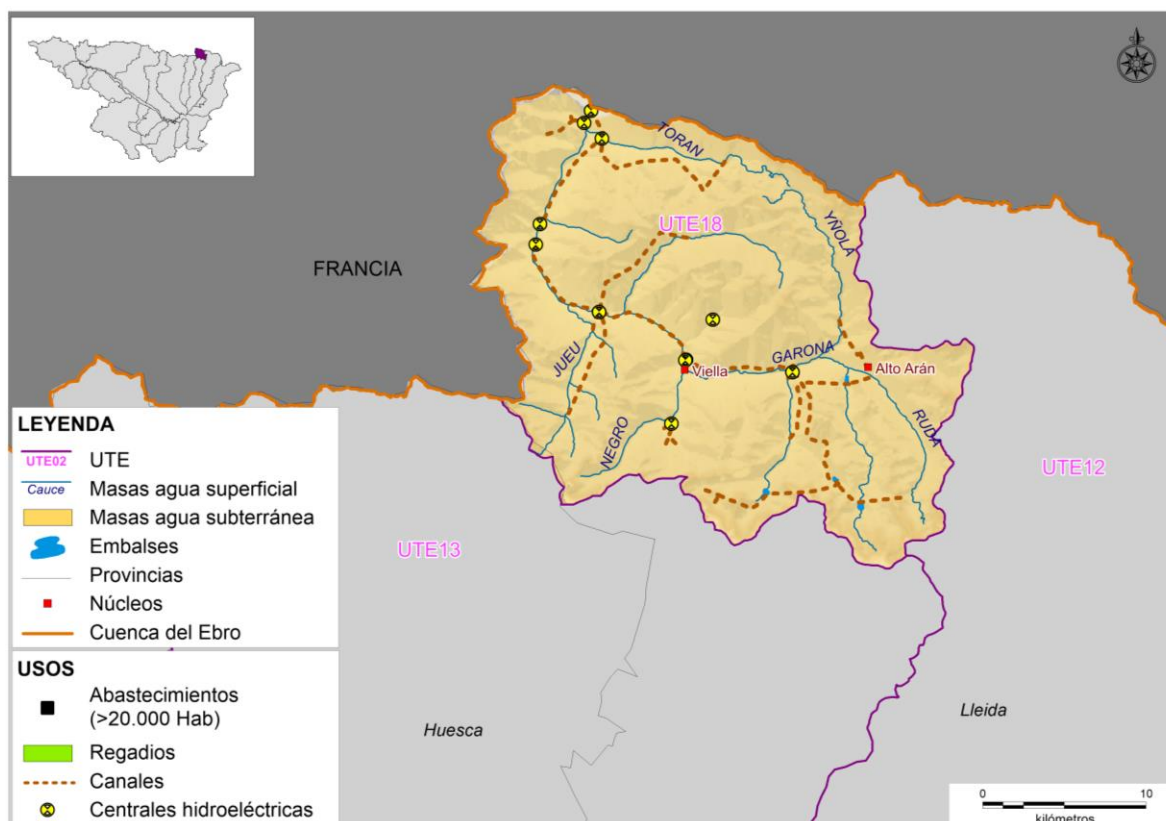 TORAN
UTE18
YÑOLA
FRANCIA
GARONA
JUEU
Viella
Alto Arán
NEGRO
RUDA
UTE12
UTE13
Huesca
Lleida
LEYENDA
UTE02 UTE
Cauce Masas agua superficial
Masas agua subterránea
Embalses
Provincias
Núcleos
Cuenca del Ebro
USOS
Abastecimientos
(>20.000 Hab)
Regadios
Canales
Centrales hidroeléctricas
0 10
kilómetros